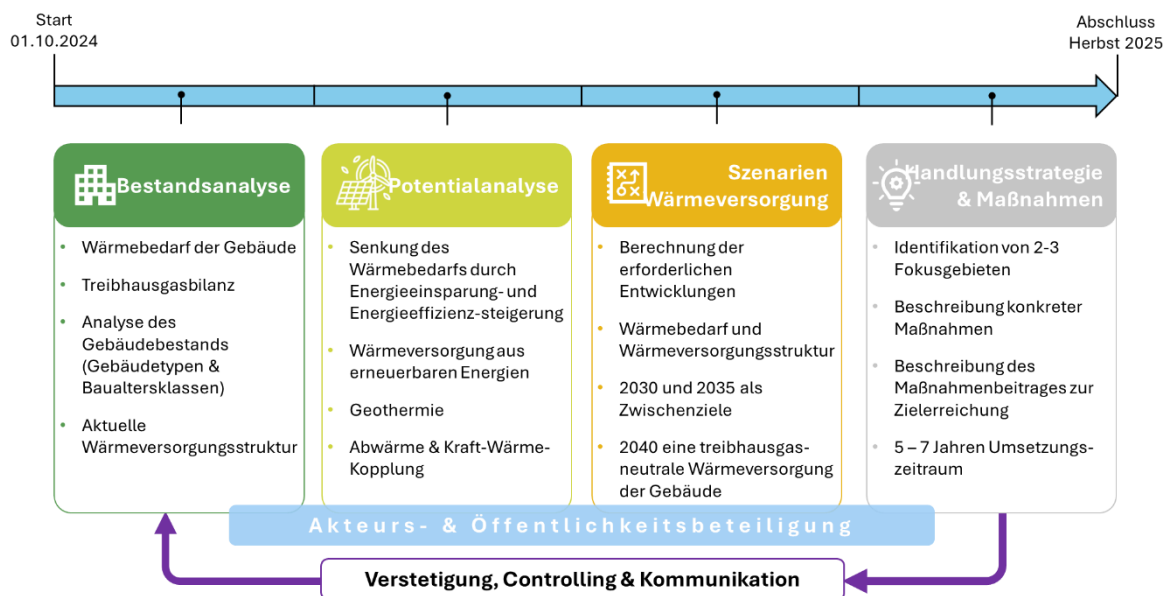 Start
01.10.2024
Abschluss
Herbst 2025
Bestandsanalyse
• Wärmebedarf der Gebäude
• Treibhausgasbilanz
• Analyse des
Gebäudebestands
(Gebäudetypen &
Baualtersklassen)
• Aktuelle
Wärmeversorgungsstruktur
Potentialanalyse
• Senkung des
Wärmebedarfs durch
Energieeinsparung- und
Energieeffizienz-steigerung
• Wärmeversorgung aus
erneuerbaren Energien
• Geothermie
• Abwärme & Kraft-Wärme-
Kopplung
Szenarien
Wärmeversorgung
• Berechnung der
erforderlichen
Entwicklungen
• Wärmebedarf und
Wärmeversorgungsstruktur
• 2030 und 2035 als
Zwischenziele
• 2040 eine treibhausgas-
neutrale Wärmeversorgung
der Gebäude
Handlungsstrategie
& Maßnahmen
• Identifikation von 2-3
Fokusgebieten
• Beschreibung konkreter
Maßnahmen
• Beschreibung des
Maßnahmenbeitrages zur
Zielerreichung
• 5 – 7 Jahren Umsetzungs-
zeitraum
Akteurs- & Öffentlichkeitsbeteiligung
Verstetigung, Controlling & Kommunikation